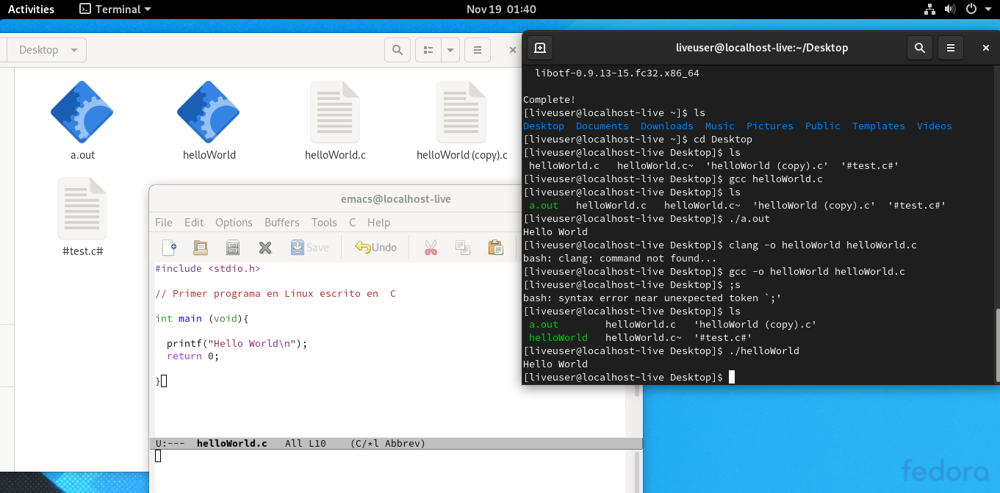 Activities
Terminal
Nov 19 01:40
Desktop
a.out
helloWorld
helloWorld.c
helloWorld (copy).c
#test.c#
emacs@localhost-live
File Edit Options Buffers Tools C Help
Save
Undo
#include <stdio.h>
// Primer programa en Linux escrito en  C
int main (void){
printf("Hello World\n");
return 0;
}
U:---  helloWorld.c   All L10    (C/*l Abbrev)
liveuser@localhost-live:~/Desktop
libotf-0.9.13-15.fc32.x86_64
Complete!
[liveuser@localhost-live ~]$ ls
Desktop  Documents  Downloads  Music  Pictures  Public  Templates  Videos
[liveuser@localhost-live ~]$ cd Desktop
[liveuser@localhost-live Desktop]$ ls
helloWorld.c   helloWorld.c~  'helloWorld (copy).c'  '#test.c#'
[liveuser@localhost-live Desktop]$ gcc helloWorld.c
[liveuser@localhost-live Desktop]$ ls
a.out   helloWorld.c   helloWorld.c~  'helloWorld (copy).c'  '#test.c#'
[liveuser@localhost-live Desktop]$ ./a.out
Hello World
[liveuser@localhost-live Desktop]$ clang -o helloWorld helloWorld.c
bash: clang: command not found...
[liveuser@localhost-live Desktop]$ gcc -o helloWorld helloWorld.c
[liveuser@localhost-live Desktop]$ ;s
bash: syntax error near unexpected token `;'
[liveuser@localhost-live Desktop]$ ls
a.out        helloWorld.c   'helloWorld (copy).c'
helloWorld   helloWorld.c~  '#test.c#'
[liveuser@localhost-live Desktop]$ ./helloWorld
Hello World
[liveuser@localhost-live Desktop]$
fedora